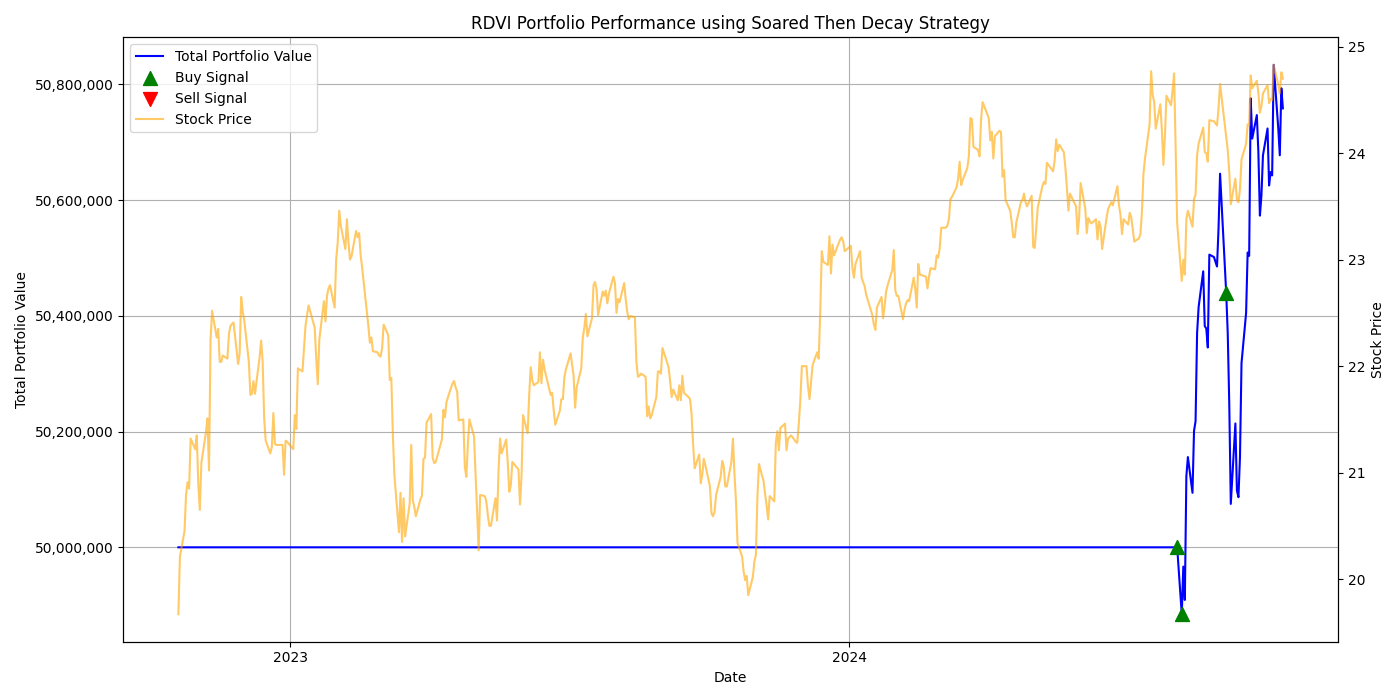 RDVI Portfolio Performance using Soared Then Decay Strategy
Total Portfolio Value
Buy Signal
Sell Signal
Stock Price
50,800,000
50,600,000
50,400,000
50,200,000
50,000,000
Total Portfolio Value
25
24
23
22
21
20
Stock Price
2023
2024
Date